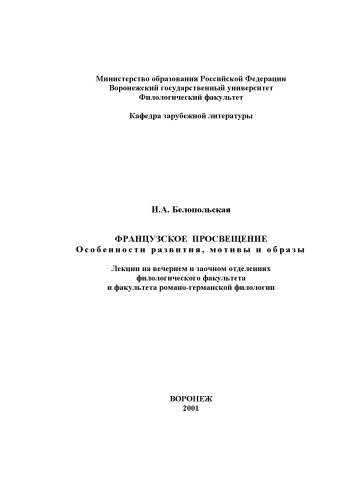 Министерство образования Российской Федерации
Воронежский государственный университет
Филологический факультет
Кафедра зарубежной литературы
Н.А. Белопольская
ФРАНЦУЗСКОЕ ПРОСВЕЩЕНИЕ
Особенности развития, мотивы и образы
Лекции на вечернем и заочном отделениях
филологического факультета
и факультета романо-германской филологии
ВОРОНЕЖ
2001